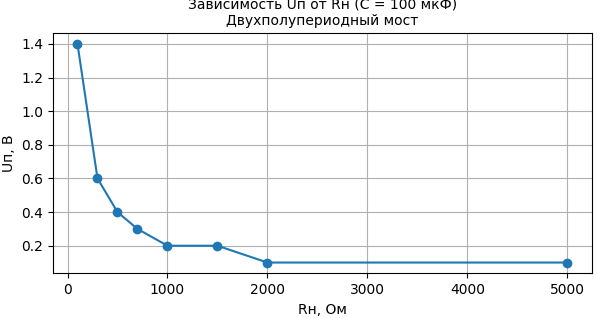 Зависимость Uп от Rн (C = 100 мкФ)
Двухполупериодный мост
Uп, В
1.4
1.2
1.0
0.8
0.6
0.4
0.2
0 1000 2000 3000 4000 5000
Rн, Ом